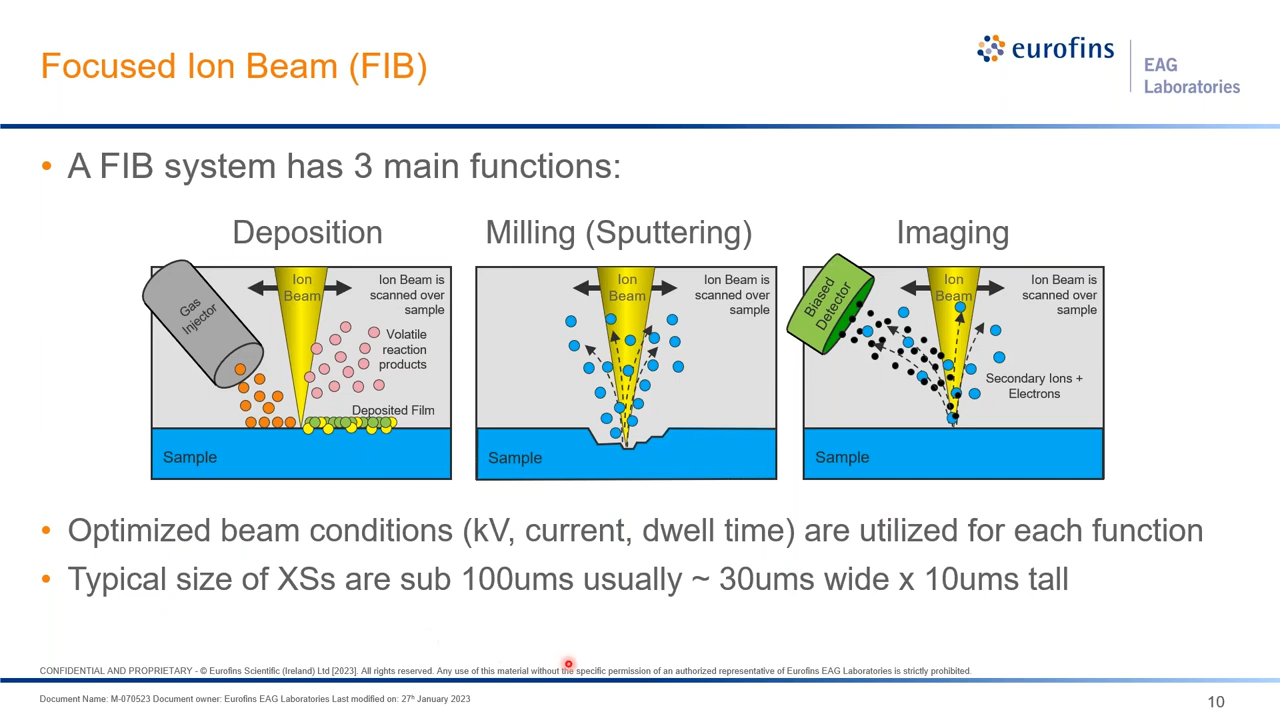 Focused Ion Beam (FIB)
eurofins
EAG
Laboratories
• A FIB system has 3 main functions:
Deposition
Milling (Sputtering)
Imaging
Gas
Injector
Ion
Beam
Ion Beam is
scanned over
sample
Volatile
reaction
products
Deposited Film
Sample
Ion
Beam
Ion Beam is
scanned over
sample
Sample
Biased
Detector
Ion
Beam
Ion Beam is
scanned over
sample
Secondary Ions +
Electrons
Sample
• Optimized beam conditions (kV, current, dwell time) are utilized for each function
• Typical size of XSs are sub 100ums usually ~ 30ums wide x 10ums tall
CONFIDENTIAL AND PROPRIETARY - © Eurofins Scientific (Ireland) Ltd [2023]. All rights reserved. Any use of this material without the specific permission of an authorized representative of Eurofins EAG Laboratories is strictly prohibited.
Document Name: M-070523 Document owner: Eurofins EAG Laboratories Last modified on: 27th January 2023
10